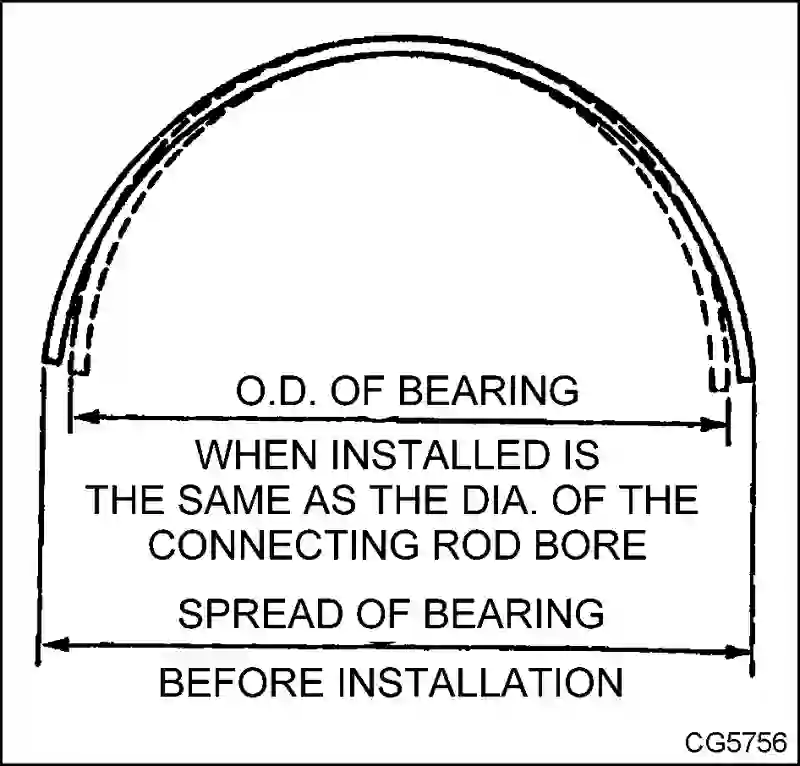 O.D. OF BEARING
WHEN INSTALLED IS
THE SAME AS THE DIA. OF THE
CONNECTING ROD BORE
SPREAD OF BEARING
BEFORE INSTALLATION
CG5756